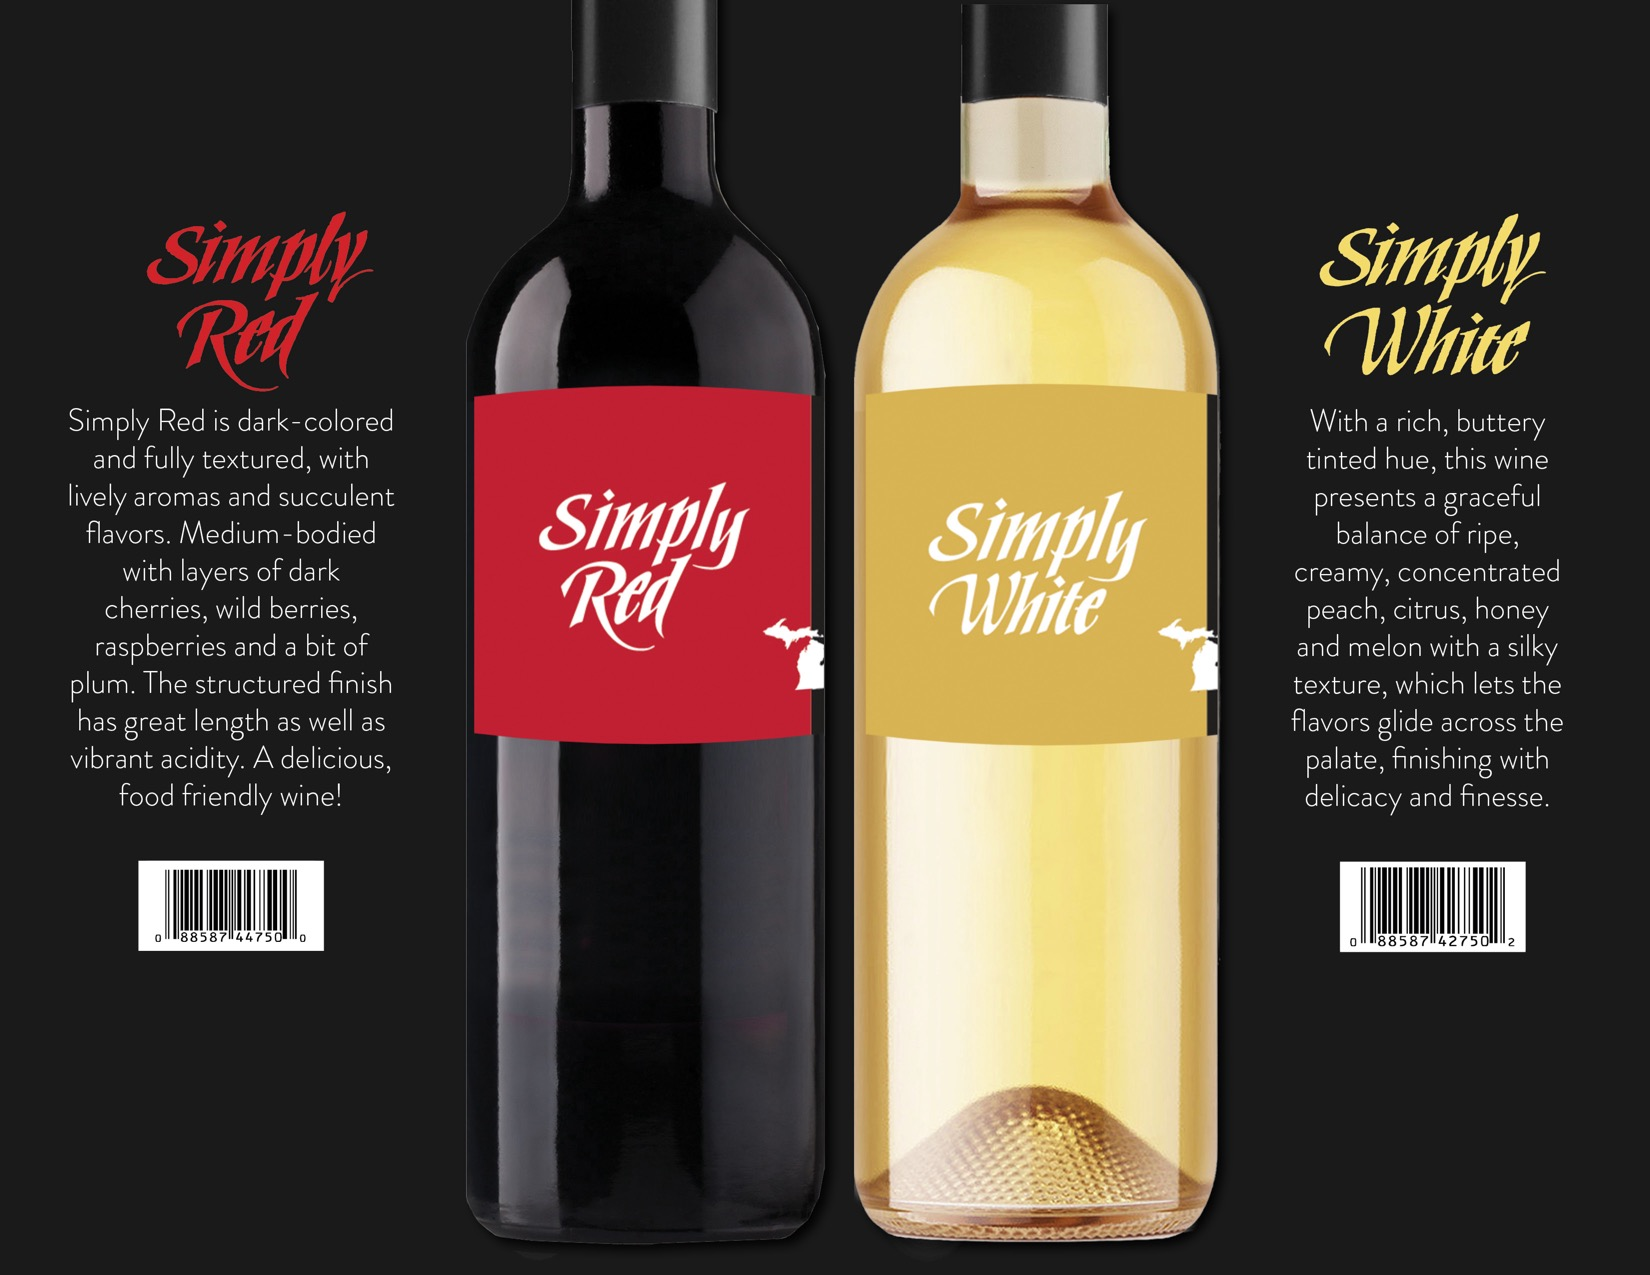 Simply
Red
Simply Red is dark-colored
and fully textured, with
lively aromas and succulent
flavors. Medium-bodied
with layers of dark
cherries, wild berries,
raspberries and a bit of
plum. The structured finish
has great length as well as
vibrant acidity. A delicious,
food friendly wine!
0 88587 44750 0
Simply
Red
Simply
White
Simply
White
With a rich, buttery
tinted hue, this wine
presents a graceful
balance of ripe,
creamy, concentrated
peach, citrus, honey
and melon with a silky
texture, which lets the
flavors glide across the
palate, finishing with
delicacy and finesse.
0 88587 42750 2